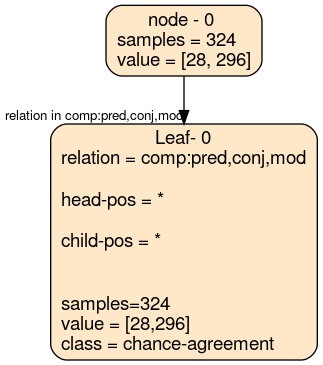 node - 0
samples = 324
value = [28, 296]
relation in comp:pred,conj,mod
Leaf- 0
relation = comp:pred,conj,mod
head-pos = *
child-pos = *
samples=324
value = [28,296]
class = chance-agreement